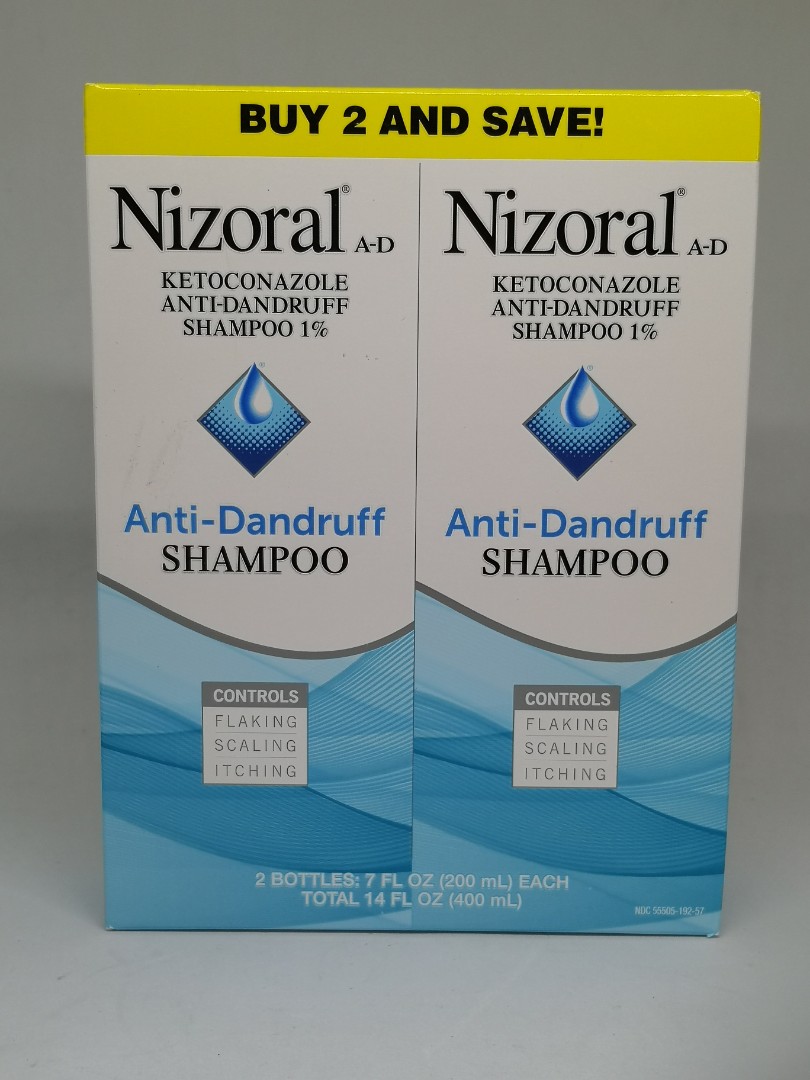 BUY 2 AND SAVE!
Nizoral® A-D
KETOCONAZOLE
ANTI-DANDRUFF
SHAMPOO 1%
®
Anti-Dandruff
SHAMPOO
CONTROLS
FLAKING
SCALING
ITCHING
Nizoral® A-D
KETOCONAZOLE
ANTI-DANDRUFF
SHAMPOO 1%
®
Anti-Dandruff
SHAMPOO
CONTROLS
FLAKING
SCALING
ITCHING
2 BOTTLES: 7 FL OZ (200 mL) EACH
TOTAL 14 FL OZ (400 mL)
NDC 55505-192-57